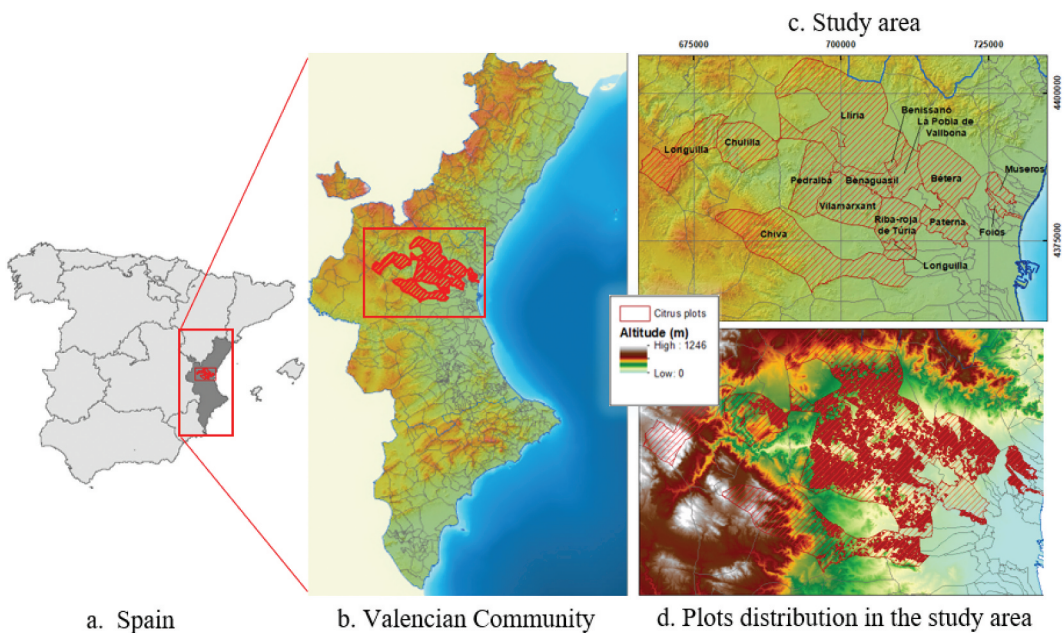 c. Study area
675000
700000
725000
4400000
4375000
Benissanó
La Pobla de
Vallbona
Llíria
Loriguilla
Chulilla
Museros
Pedralba
Benaguasil
Bétera
Vilamarxant
Riba-roja
de Túria
Paterna
Foios
Chiva
Loriguilla
Citrus plots
Altitude (m)
High : 1246
Low: 0
a. Spain
b. Valencian Community
d. Plots distribution in the study area